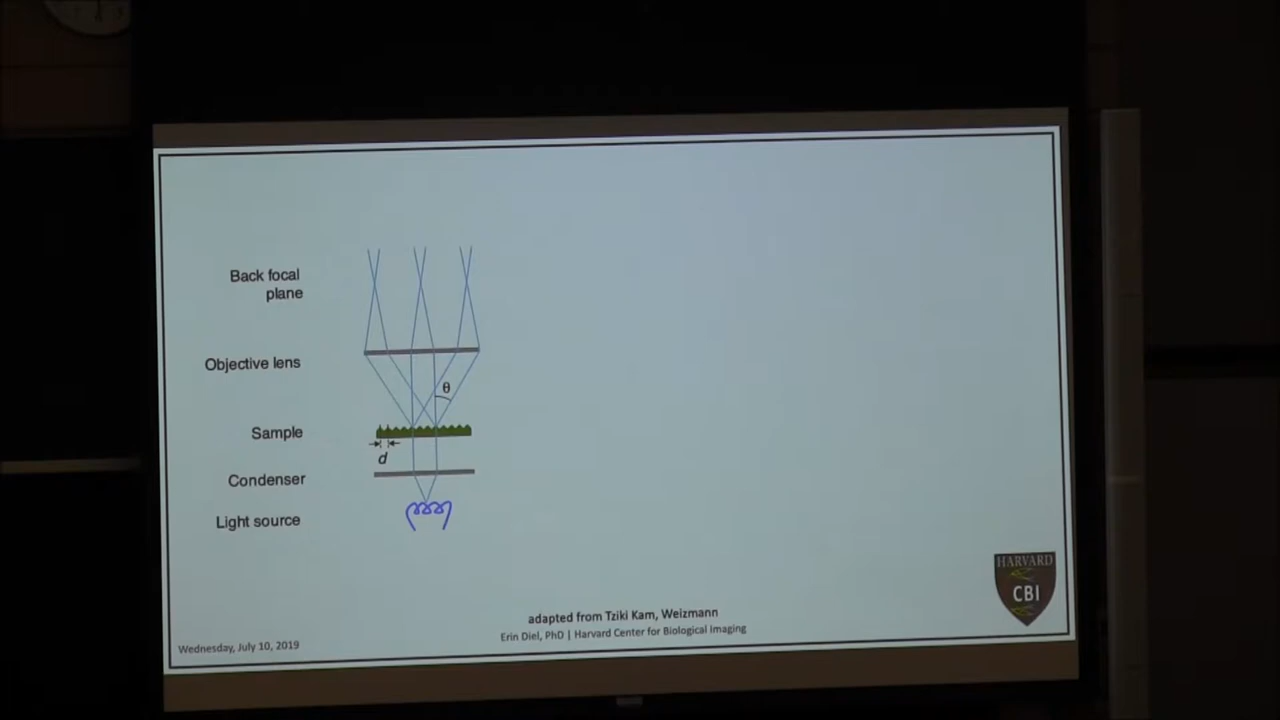 Back focal
plane
Objective lens
θ
Sample
d
Condenser
Light source
HARVARD
CBI
adapted from Tziki Kam, Weizmann
Erin Diel, PhD | Harvard Center for Biological Imaging
Wednesday, July 10, 2019